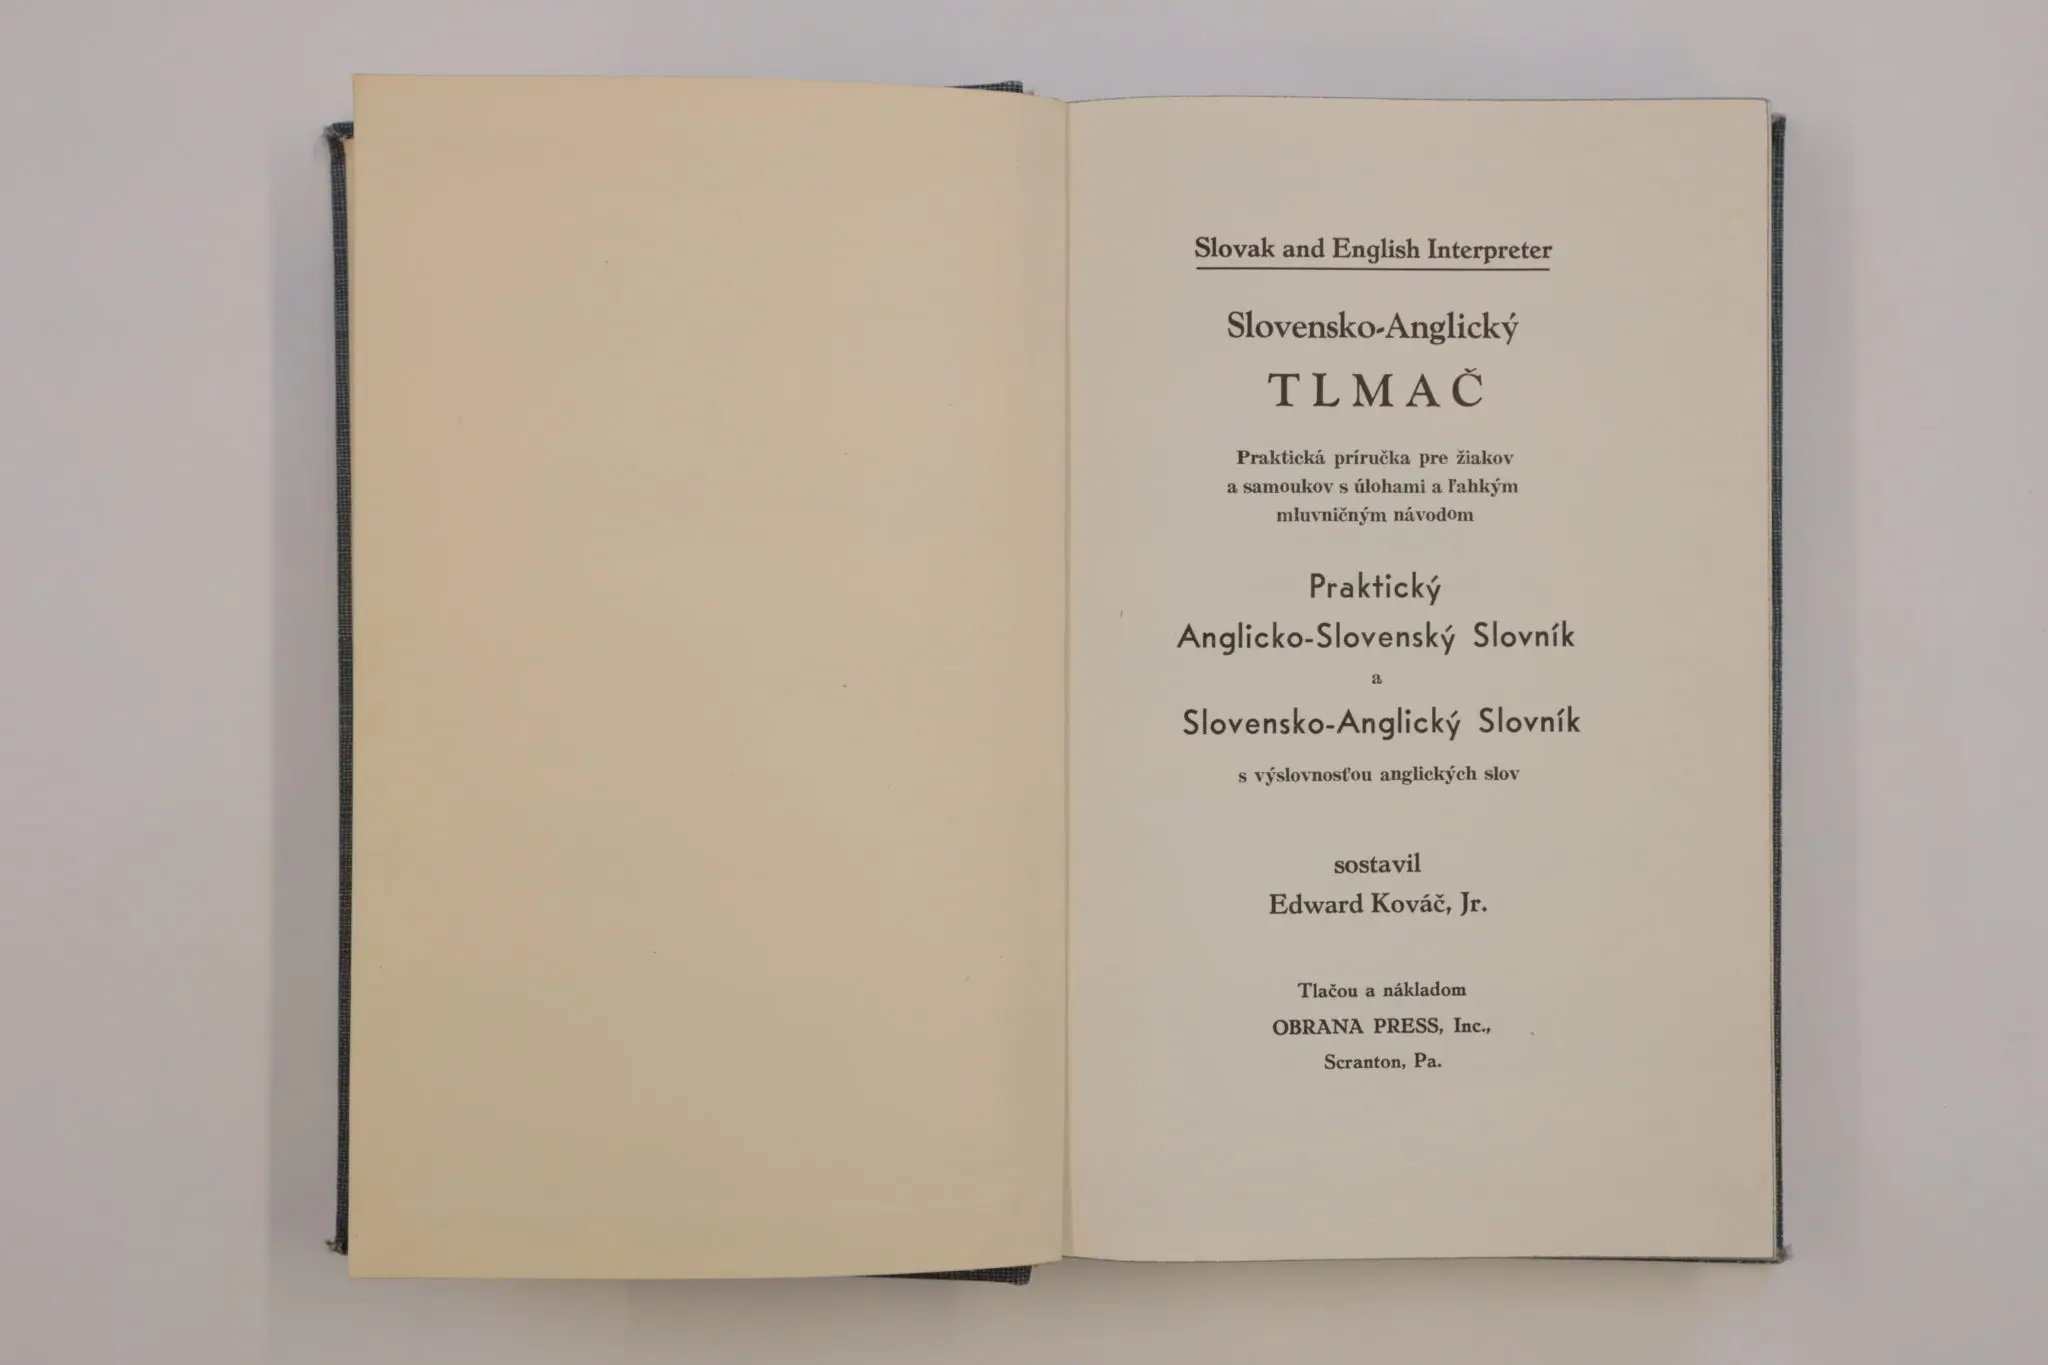 Slovak and English Interpreter
Slovensko-Anglický
TLMAČ
Praktická príručka pre žiakov
a samoukov s úlohami a ľahkým
mluvničným návodom
Praktický
Anglicko-Slovenský Slovník
a
Slovensko-Anglický Slovník
s výslovnosťou anglických slov
sostavil
Edward Kováč, Jr.
Tlačou a nákladom
OBRANA PRESS, Inc.,
Scranton, Pa.